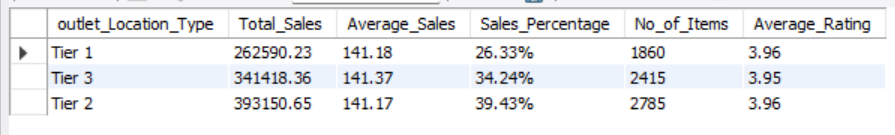 outlet_Location_Type Total_Sales Average_Sales Sales_Percentage No_of_Items Average_Rating
Tier 1 262590.23 141.18 26.33% 1860 3.96
Tier 3 341418.36 141.37 34.24% 2415 3.95
Tier 2 393150.65 141.17 39.43% 2785 3.96